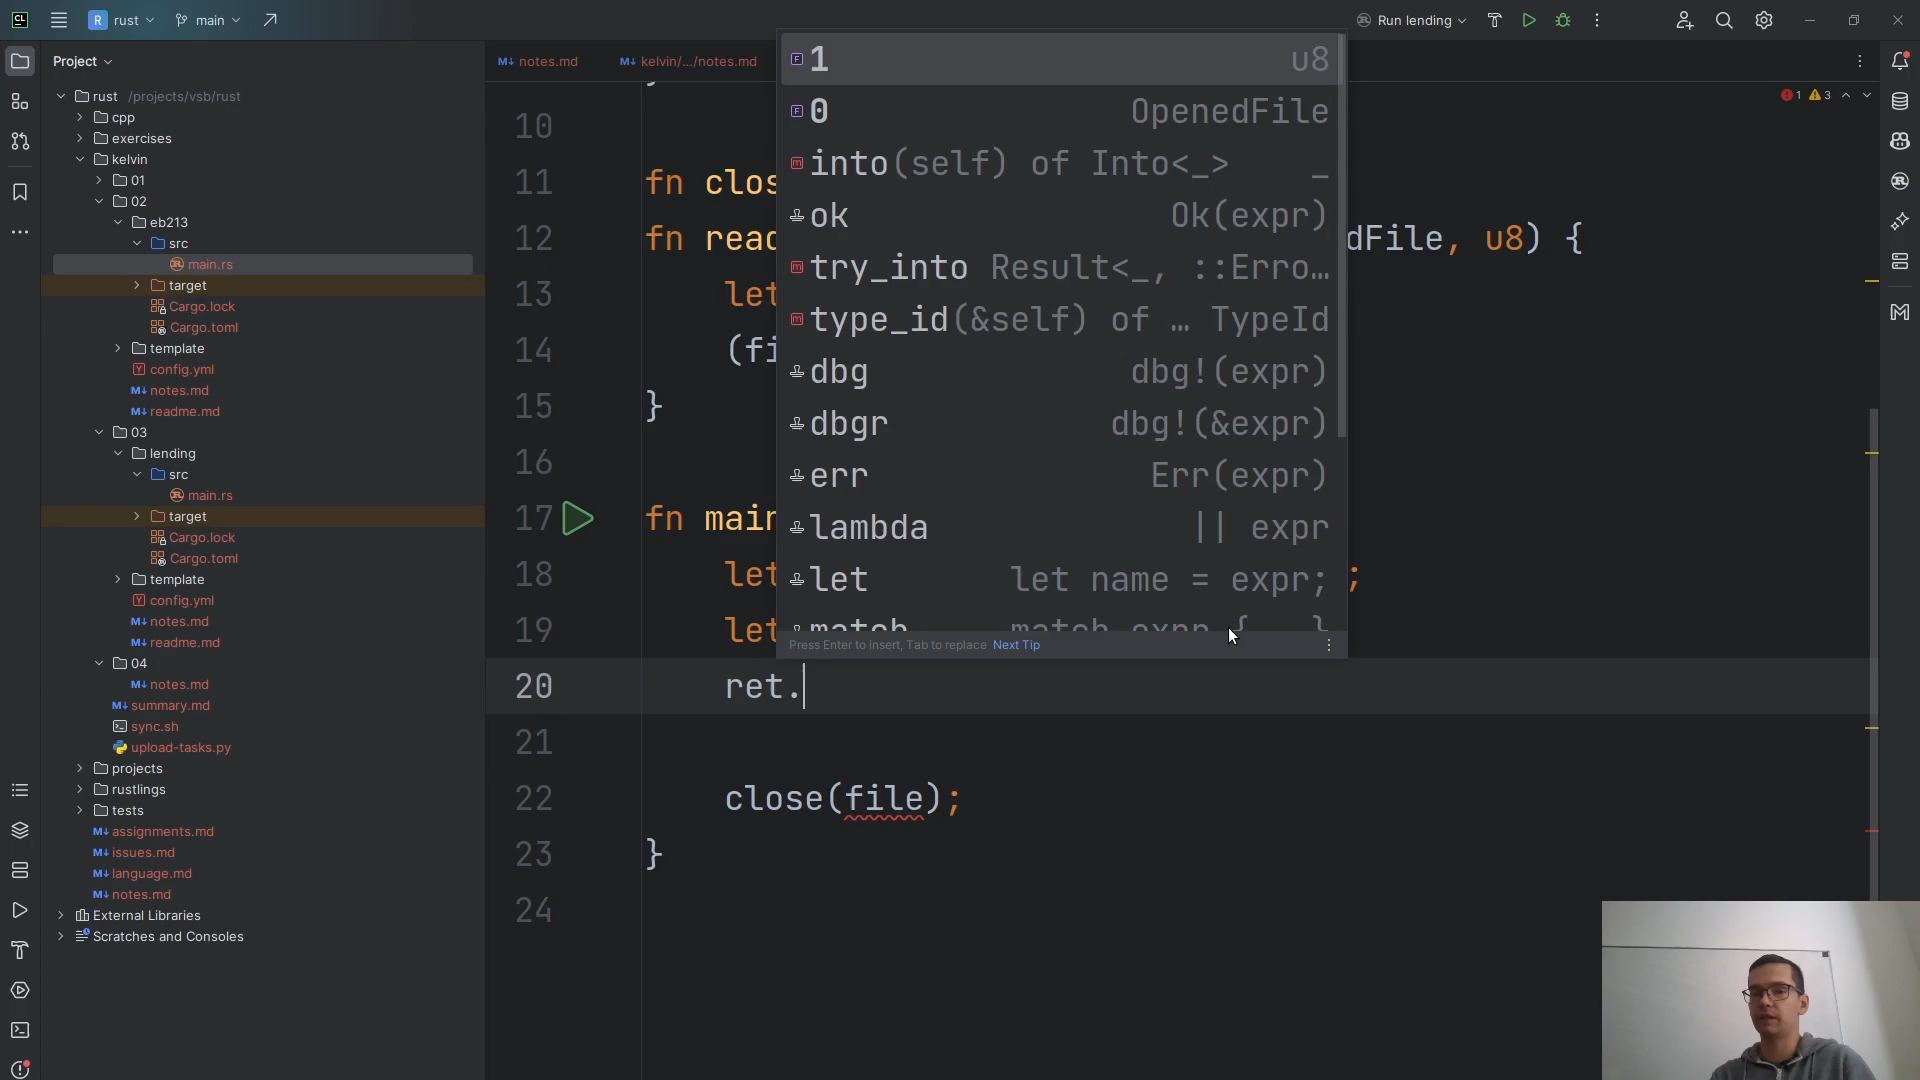 CL
R rust
main
Run lending
Project
rust /projects/vsb/rust
cpp
exercises
kelvin
01
02
eb213
src
main.rs
target
Cargo.lock
Cargo.toml
template
config.yml
notes.md
readme.md
03
lending
src
main.rs
target
Cargo.lock
Cargo.toml
template
config.yml
notes.md
readme.md
04
notes.md
summary.md
sync.sh
upload-tasks.py
projects
rustlings
tests
assignments.md
issues.md
language.md
notes.md
External Libraries
Scratches and Consoles
notes.md
kelvin/.../notes.md
1 3
10
11 fn clos
12 fn read dFile, u8) {
13 let
14 (fi
15 }
16
17 fn main
18 let ;
19 let
20 ret.
21
22 close(file);
23 }
24
1 u8
0 OpenedFile
into(self) of Into<_> _
ok Ok(expr)
try_into Result<_, ::Erro…
type_id(&self) of … TypeId
dbg dbg!(expr)
dbgr dbg!(&expr)
err Err(expr)
lambda || expr
let let name = expr;
match match expr { … }
Press Enter to insert, Tab to replace Next Tip